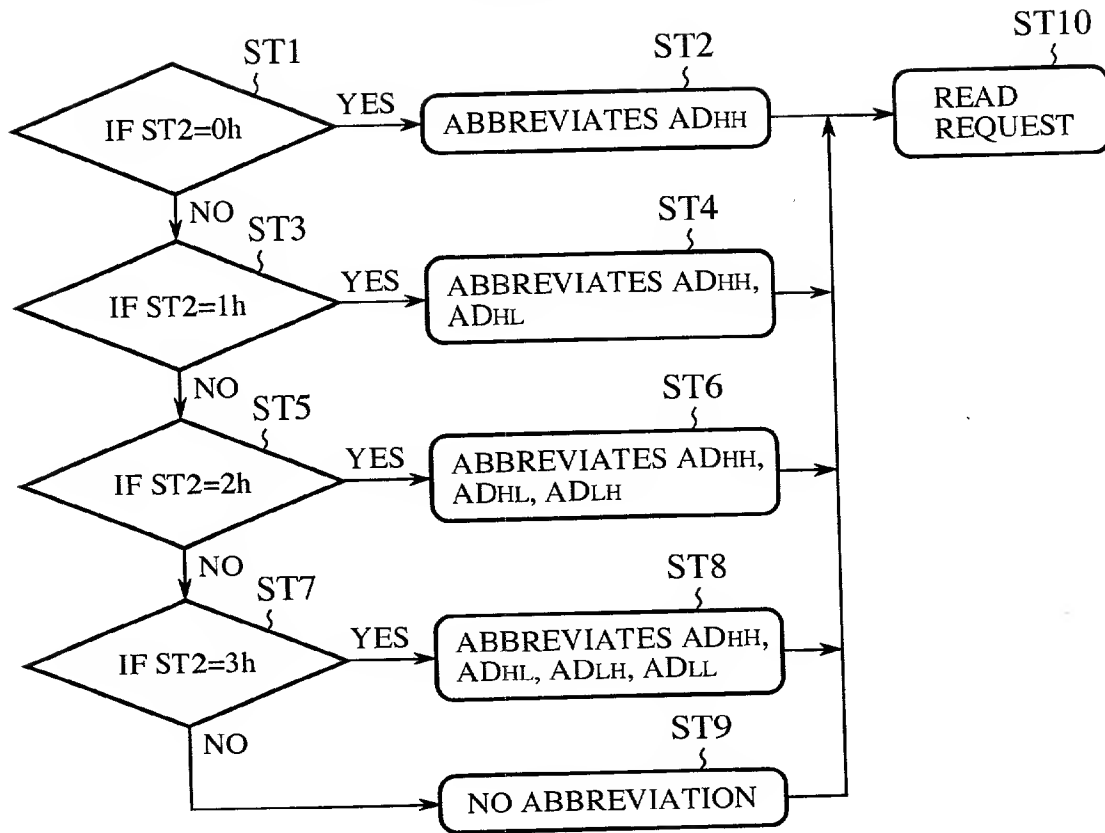 ST1
IF ST2=0h
YES
ST2
ABBREVIATES ADHH
ST10
READ
REQUEST
NO
ST3
IF ST2=1h
YES
ST4
ABBREVIATES ADHH,
ADHL
NO
ST5
IF ST2=2h
YES
ST6
ABBREVIATES ADHH,
ADHL, ADLH
NO
ST7
IF ST2=3h
YES
ST8
ABBREVIATES ADHH,
ADHL, ADLH, ADLL
NO
ST9
NO ABBREVIATION